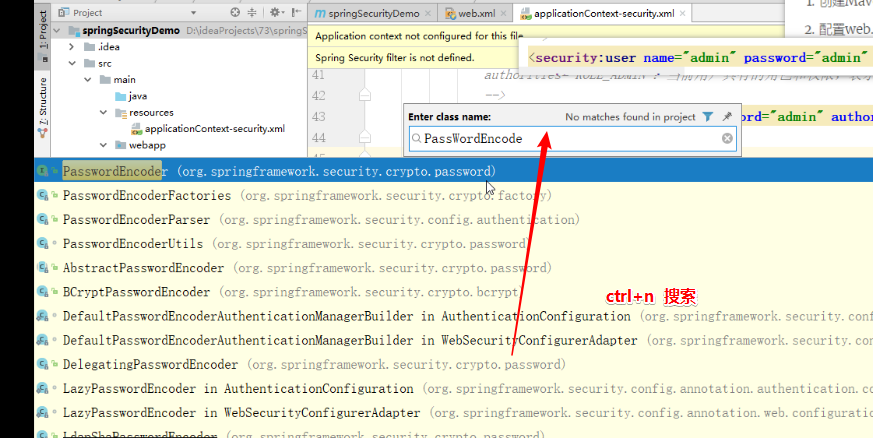 Project
springSecurityDemo
web.xml
applicationContext-security.xml
1. 创建Mav
2. 配置web.
1: Project
7: Structure
springSecurityDemo D:\ideaProjects\73\springS
.idea
src
main
java
resources
applicationContext-security.xml
webapp
Application context not configured for this file
Spring Security filter is not defined.
<security:user name="admin" password="admin"
41
42
-->
43
ord="admin" author
44
Enter class name:
No matches found in project
PassWordEncode
PasswordEncoder (org.springframework.security.crypto.password)
PasswordEncoderFactories (org.springframework.security.crypto.factory)
PasswordEncoderParser (org.springframework.security.config.authentication)
PasswordEncoderUtils (org.springframework.security.crypto.password)
AbstractPasswordEncoder (org.springframework.security.crypto.password)
BCryptPasswordEncoder (org.springframework.security.crypto.bcrypt)
ctrl+n 搜索
DefaultPasswordEncoderAuthenticationManagerBuilder in AuthenticationConfiguration (org.springframework.security.conf
DefaultPasswordEncoderAuthenticationManagerBuilder in WebSecurityConfigurerAdapter (org.springframework.security.con
DelegatingPasswordEncoder (org.springframework.security.crypto.password)
LazyPasswordEncoder in AuthenticationConfiguration (org.springframework.security.config.annotation.authentication.co
LazyPasswordEncoder in WebSecurityConfigurerAdapter (org.springframework.security.config.annotation.web.configuratio
LdapShaPasswordEncoder (org.springframework.security.crypto.password)